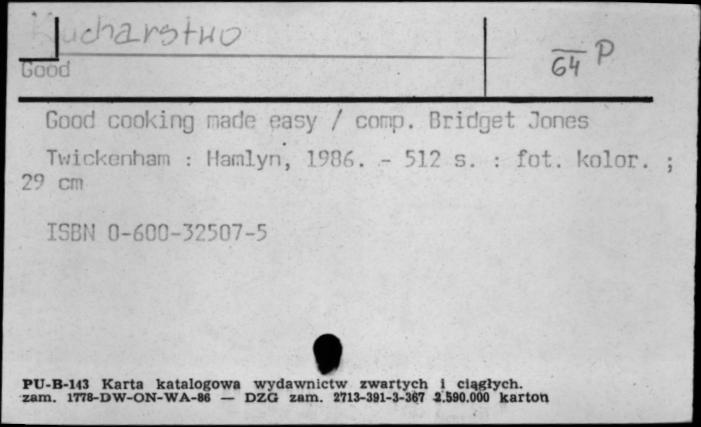 Kucharstwo
Good
64 P
Good cooking made easy / comp. Bridget Jones
Twickenham : Hamlyn, 1986. - 512 s. : fot. kolor. ;
29 cm
ISBN 0-600-32507-5
PU-B-143 Karta katalogowa wydawnictw zwartych i ciągłych.
zam. 1778-DW-ON-WA-86 — DZG zam. 2713-391-3-367 2.590.000 karton